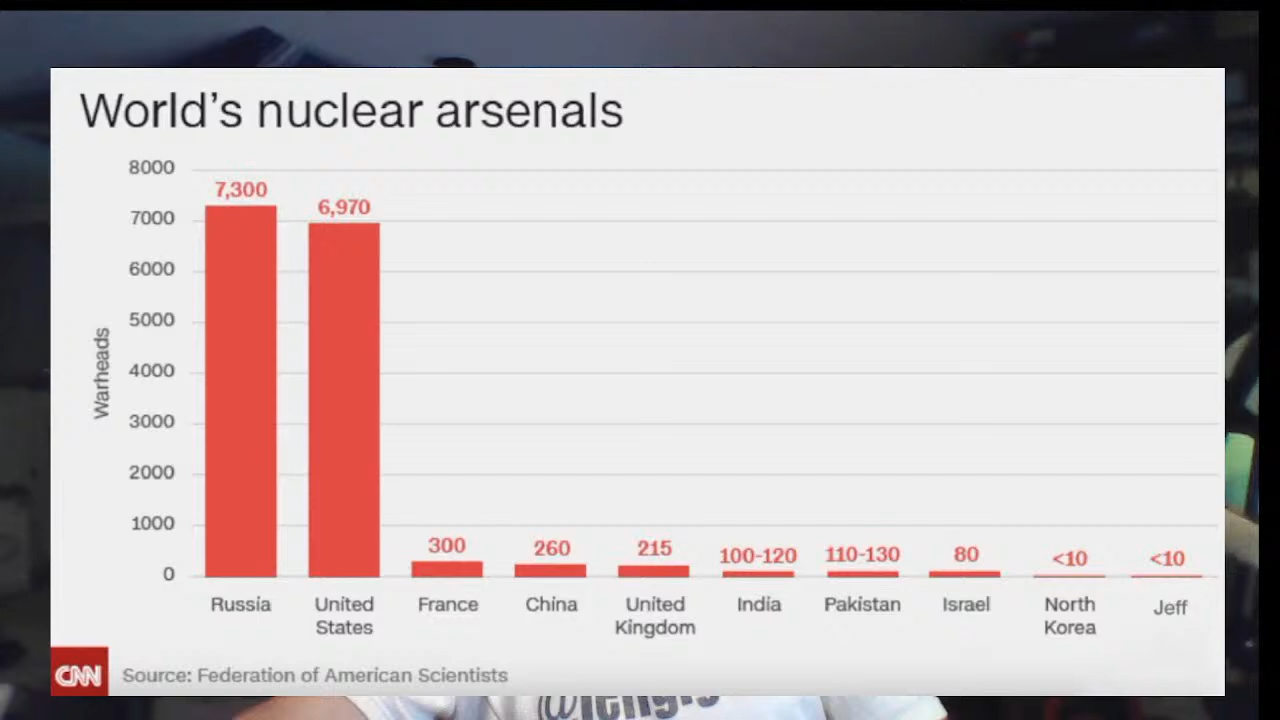 World's nuclear arsenals
8000
7,300
6,970
7000
6000
5000
4000
3000
2000
1000
0
Warheads
300
260
215
100-120
110-130
80
<10
<10
Russia
United
States
France
China
United
Kingdom
India
Pakistan
Israel
North
Korea
Jeff
CNN
Source: Federation of American Scientists